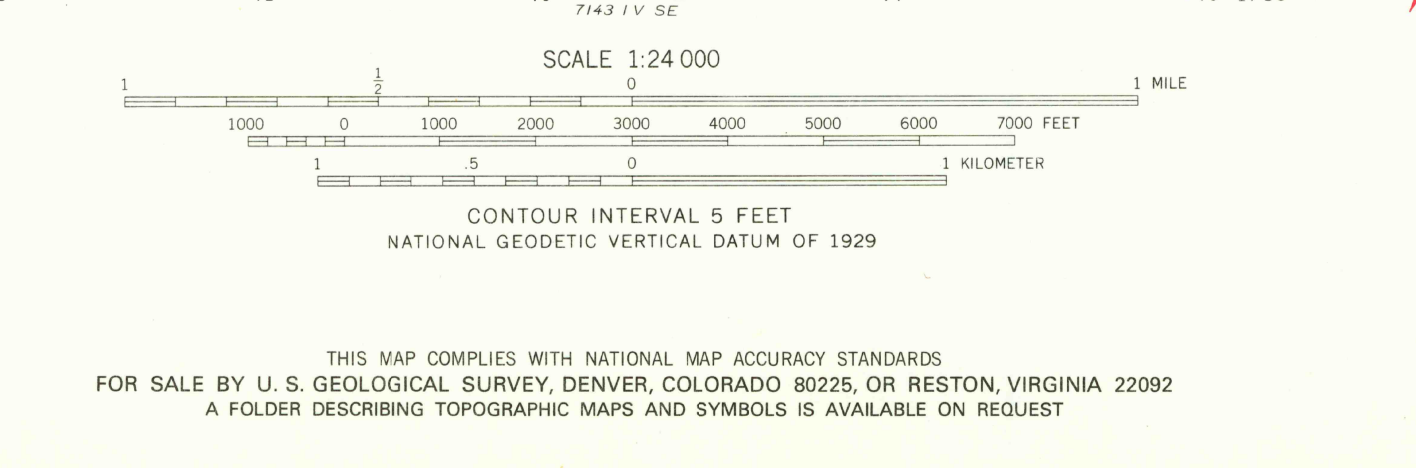 7143 IV SE
SCALE 1:24 000
1 1/2 0 1 MILE
1000 0 1000 2000 3000 4000 5000 6000 7000 FEET
1 .5 0 1 KILOMETER
CONTOUR INTERVAL 5 FEET
NATIONAL GEODETIC VERTICAL DATUM OF 1929
THIS MAP COMPLIES WITH NATIONAL MAP ACCURACY STANDARDS
FOR SALE BY U. S. GEOLOGICAL SURVEY, DENVER, COLORADO 80225, OR RESTON, VIRGINIA 22092
A FOLDER DESCRIBING TOPOGRAPHIC MAPS AND SYMBOLS IS AVAILABLE ON REQUEST